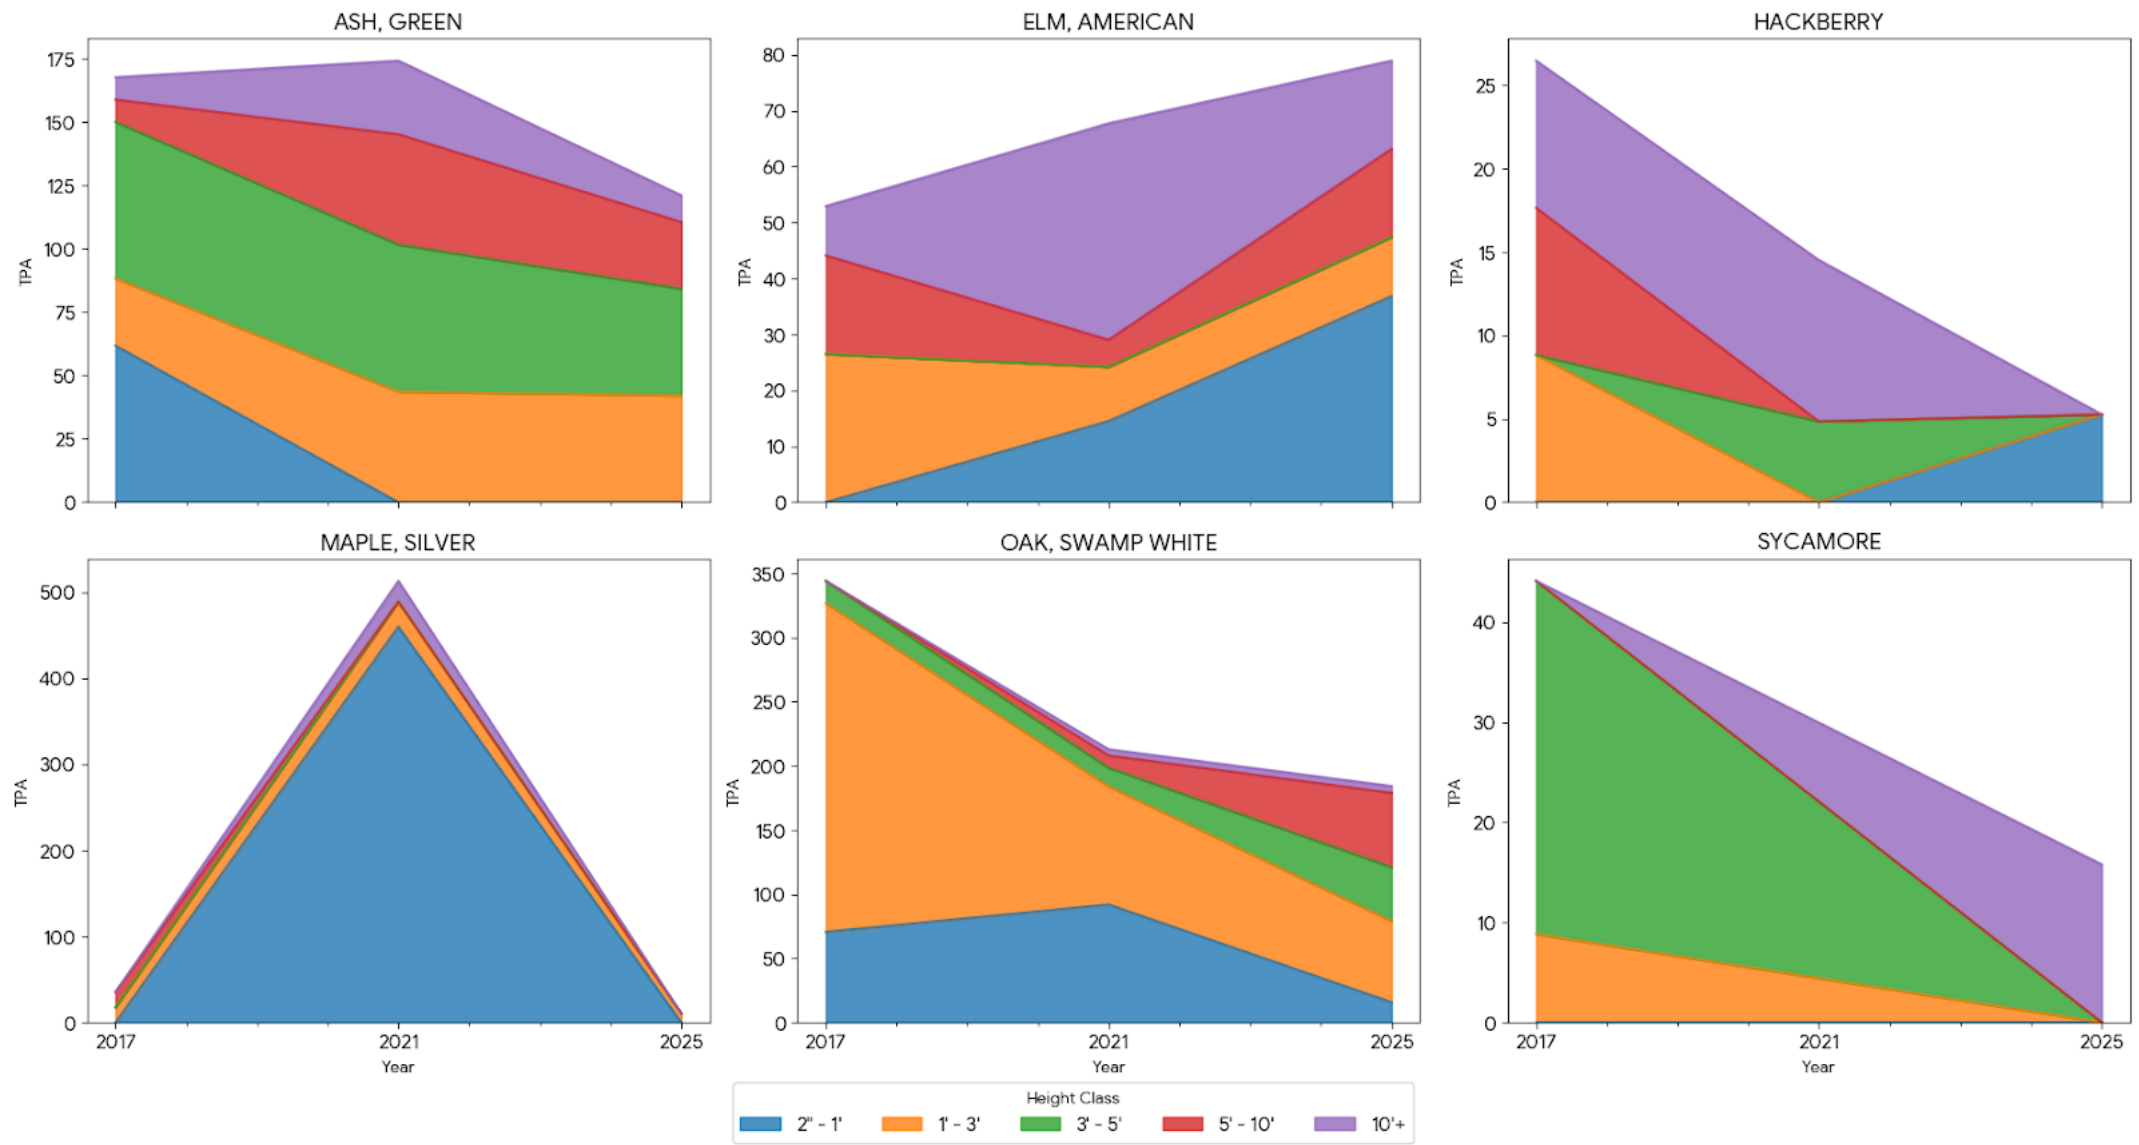 ASH, GREEN
175
150
125
100
75
50
25
0
TPA
ELM, AMERICAN
80
70
60
50
40
30
20
10
0
TPA
HACKBERRY
25
20
15
10
5
0
TPA
MAPLE, SILVER
500
400
300
200
100
0
TPA
2017 2021 2025
Year
OAK, SWAMP WHITE
350
300
250
200
150
100
50
0
TPA
2017 2021 2025
Year
SYCAMORE
40
30
20
10
0
TPA
2017 2021 2025
Year
Height Class
2" - 1' 1' - 3' 3' - 5' 5' - 10' 10'+